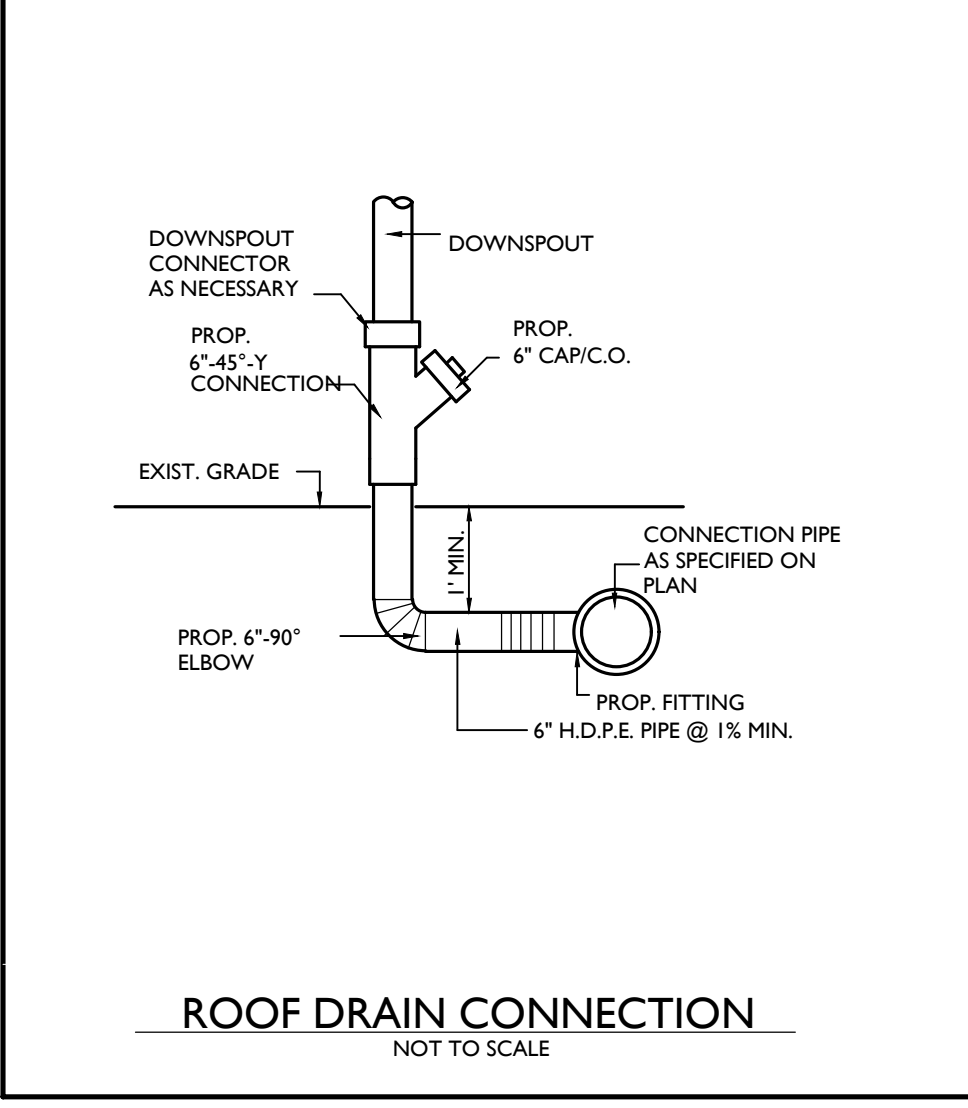 DOWNSPOUT
CONNECTOR
AS NECESSARY
DOWNSPOUT
PROP.
6"-45°-Y
CONNECTION
PROP.
6" CAP/C.O.
EXIST. GRADE
1' MIN.
CONNECTION PIPE
AS SPECIFIED ON
PLAN
PROP. 6"-90°
ELBOW
PROP. FITTING
6" H.D.P.E. PIPE @ 1% MIN.
ROOF DRAIN CONNECTION
NOT TO SCALE